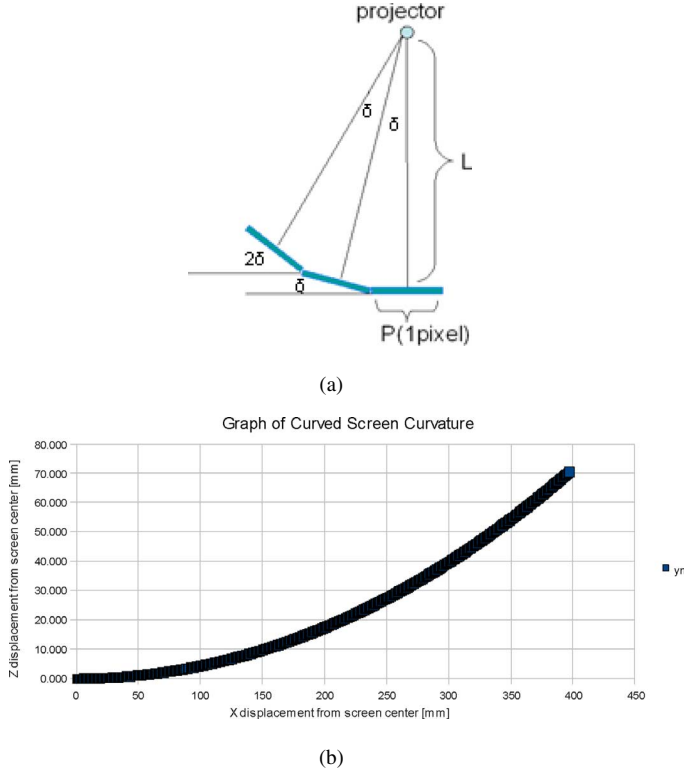 projector
δ
δ
L
2δ
δ
P(1pixel)
(a)
Graph of Curved Screen Curvature
80.000
70.000
60.000
50.000
40.000
30.000
20.000
10.000
0.000
Z displacement from screen center [mm]
0 50 100 150 200 250 300 350 400 450
X displacement from screen center [mm]
yr
(b)